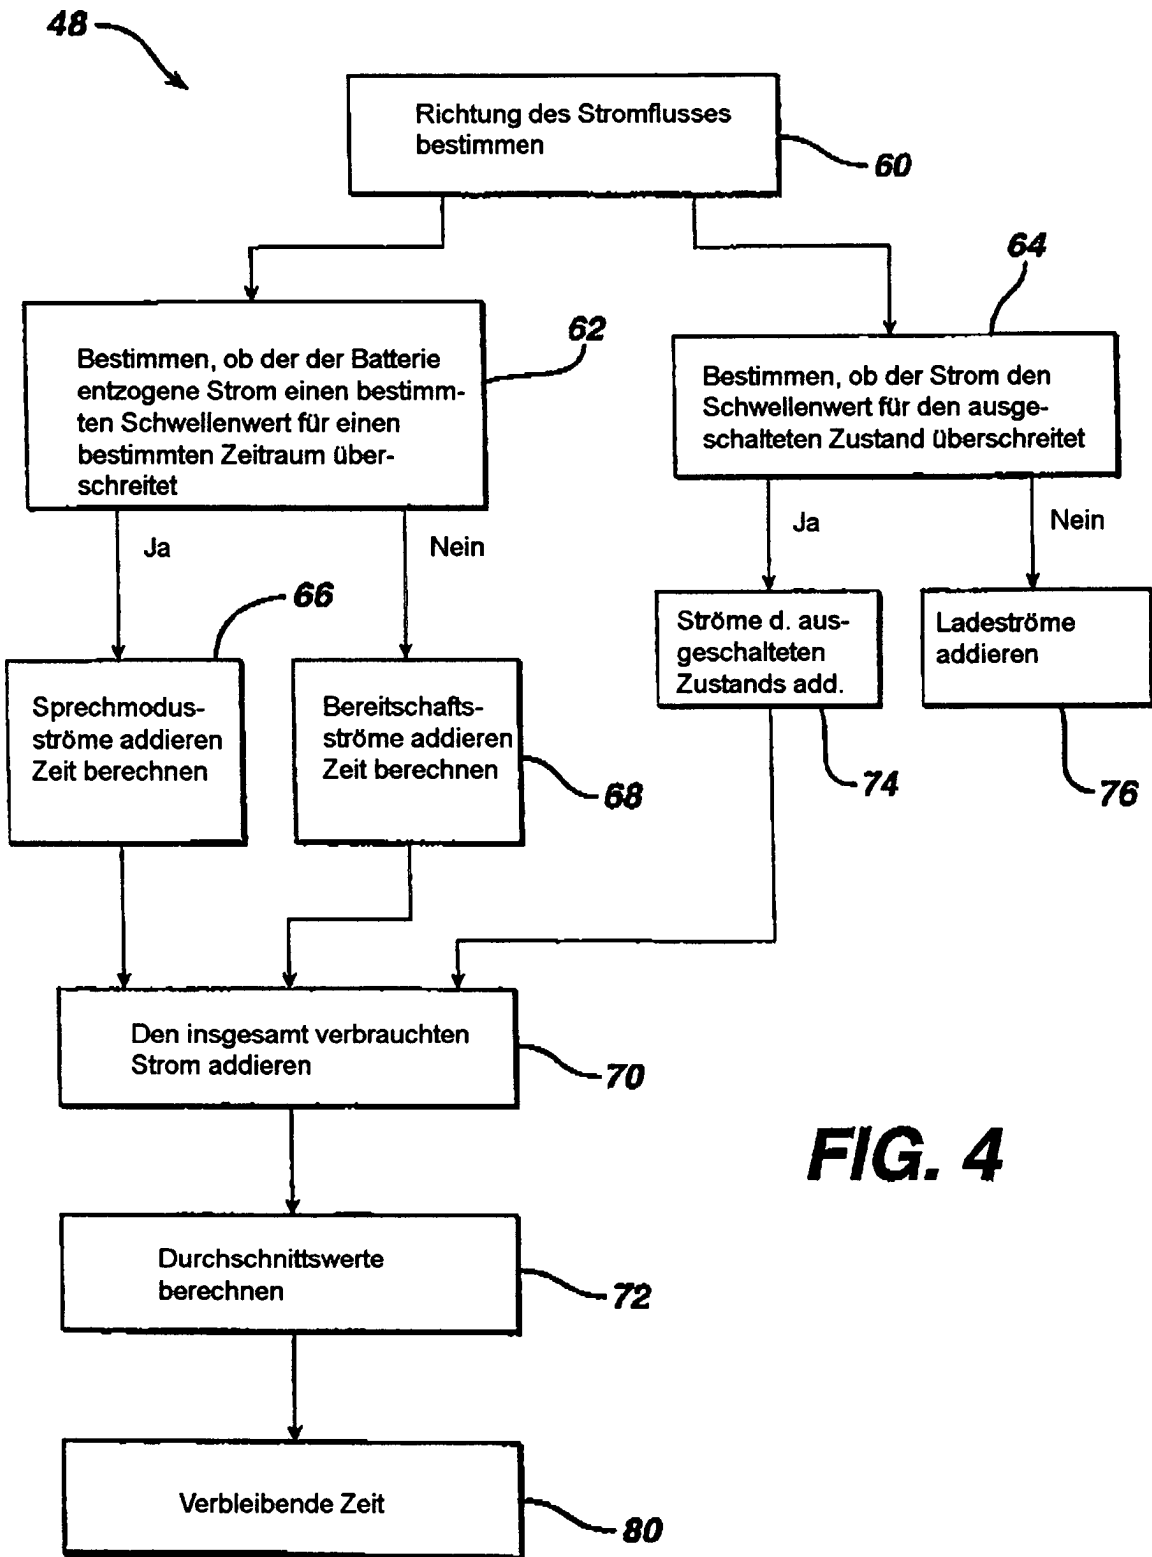 48
Richtung des Stromflusses
bestimmen
60
64
62
Bestimmen, ob der der Batterie
entzogene Strom einen bestimm-
ten Schwellenwert für einen
bestimmten Zeitraum über-
schreitet
Bestimmen, ob der Strom den
Schwellenwert für den ausge-
schalteten Zustand überschreitet
Ja
Nein
Ja
Nein
66
Sprechmodus-
ströme addieren
Zeit berechnen
Bereitschafts-
ströme addieren
Zeit berechnen
68
Ströme d. aus-
geschalteten
Zustands add.
74
Ladeströme
addieren
76
Den insgesamt verbrauchten
Strom addieren
70
FIG. 4
Durchschnittswerte
berechnen
72
Verbleibende Zeit
80